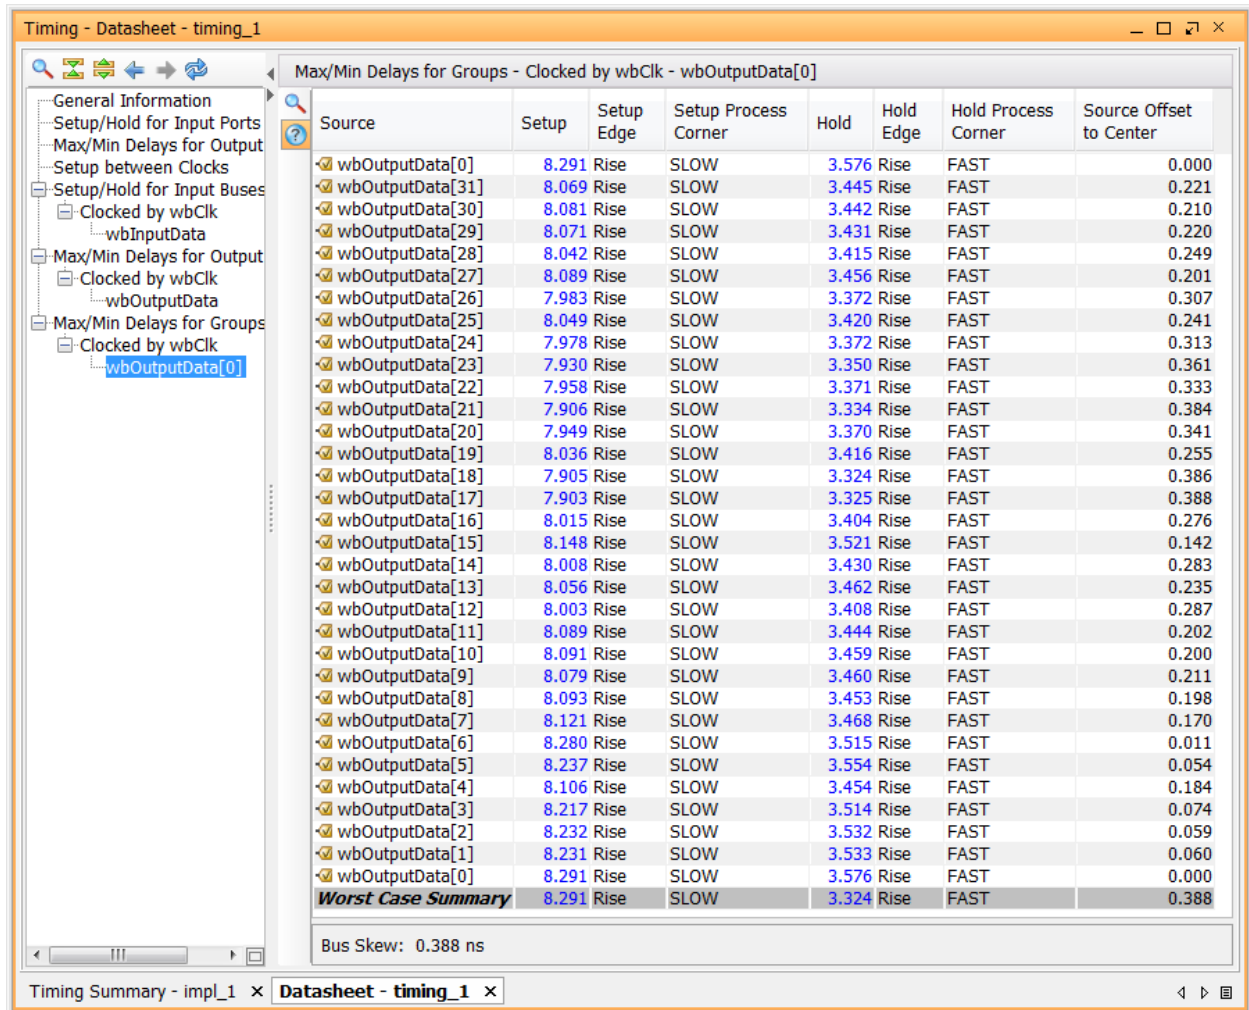 Timing - Datasheet - timing_1
General Information
Setup/Hold for Input Ports
Max/Min Delays for Output
Setup between Clocks
Setup/Hold for Input Buses
Clocked by wbClk
wbInputData
Max/Min Delays for Output
Clocked by wbClk
wbOutputData
Max/Min Delays for Groups
Clocked by wbClk
wbOutputData[0]
Max/Min Delays for Groups - Clocked by wbClk - wbOutputData[0]
Source Setup Setup Edge Setup Process Corner Hold Hold Edge Hold Process Corner Source Offset to Center
wbOutputData[0] 8.291 Rise SLOW 3.576 Rise FAST 0.000
wbOutputData[31] 8.069 Rise SLOW 3.445 Rise FAST 0.221
wbOutputData[30] 8.081 Rise SLOW 3.442 Rise FAST 0.210
wbOutputData[29] 8.071 Rise SLOW 3.431 Rise FAST 0.220
wbOutputData[28] 8.042 Rise SLOW 3.415 Rise FAST 0.249
wbOutputData[27] 8.089 Rise SLOW 3.456 Rise FAST 0.201
wbOutputData[26] 7.983 Rise SLOW 3.372 Rise FAST 0.307
wbOutputData[25] 8.049 Rise SLOW 3.420 Rise FAST 0.241
wbOutputData[24] 7.978 Rise SLOW 3.372 Rise FAST 0.313
wbOutputData[23] 7.930 Rise SLOW 3.350 Rise FAST 0.361
wbOutputData[22] 7.958 Rise SLOW 3.371 Rise FAST 0.333
wbOutputData[21] 7.906 Rise SLOW 3.334 Rise FAST 0.384
wbOutputData[20] 7.949 Rise SLOW 3.370 Rise FAST 0.341
wbOutputData[19] 8.036 Rise SLOW 3.416 Rise FAST 0.255
wbOutputData[18] 7.905 Rise SLOW 3.324 Rise FAST 0.386
wbOutputData[17] 7.903 Rise SLOW 3.325 Rise FAST 0.388
wbOutputData[16] 8.015 Rise SLOW 3.404 Rise FAST 0.276
wbOutputData[15] 8.148 Rise SLOW 3.521 Rise FAST 0.142
wbOutputData[14] 8.008 Rise SLOW 3.430 Rise FAST 0.283
wbOutputData[13] 8.056 Rise SLOW 3.462 Rise FAST 0.235
wbOutputData[12] 8.003 Rise SLOW 3.408 Rise FAST 0.287
wbOutputData[11] 8.089 Rise SLOW 3.444 Rise FAST 0.202
wbOutputData[10] 8.091 Rise SLOW 3.459 Rise FAST 0.200
wbOutputData[9] 8.079 Rise SLOW 3.460 Rise FAST 0.211
wbOutputData[8] 8.093 Rise SLOW 3.453 Rise FAST 0.198
wbOutputData[7] 8.121 Rise SLOW 3.468 Rise FAST 0.170
wbOutputData[6] 8.280 Rise SLOW 3.515 Rise FAST 0.011
wbOutputData[5] 8.237 Rise SLOW 3.554 Rise FAST 0.054
wbOutputData[4] 8.106 Rise SLOW 3.454 Rise FAST 0.184
wbOutputData[3] 8.217 Rise SLOW 3.514 Rise FAST 0.074
wbOutputData[2] 8.232 Rise SLOW 3.532 Rise FAST 0.059
wbOutputData[1] 8.231 Rise SLOW 3.533 Rise FAST 0.060
wbOutputData[0] 8.291 Rise SLOW 3.576 Rise FAST 0.000
Worst Case Summary 8.291 Rise SLOW 3.324 Rise FAST 0.388
Bus Skew: 0.388 ns
Timing Summary - impl_1 Datasheet - timing_1